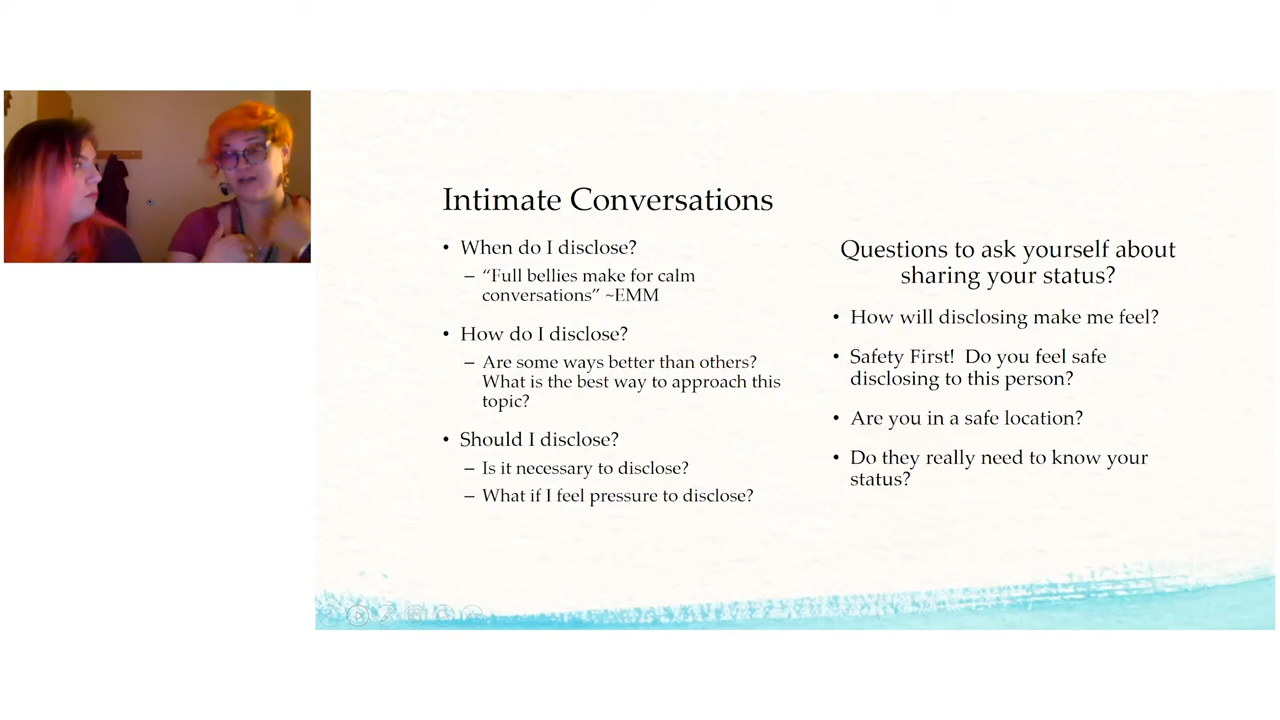 Intimate Conversations
• When do I disclose?
– “Full bellies make for calm
conversations” ~EMM
• How do I disclose?
– Are some ways better than others?
What is the best way to approach this
topic?
• Should I disclose?
– Is it necessary to disclose?
– What if I feel pressure to disclose?
Questions to ask yourself about
sharing your status?
• How will disclosing make me feel?
• Safety First!  Do you feel safe
disclosing to this person?
• Are you in a safe location?
• Do they really need to know your
status?